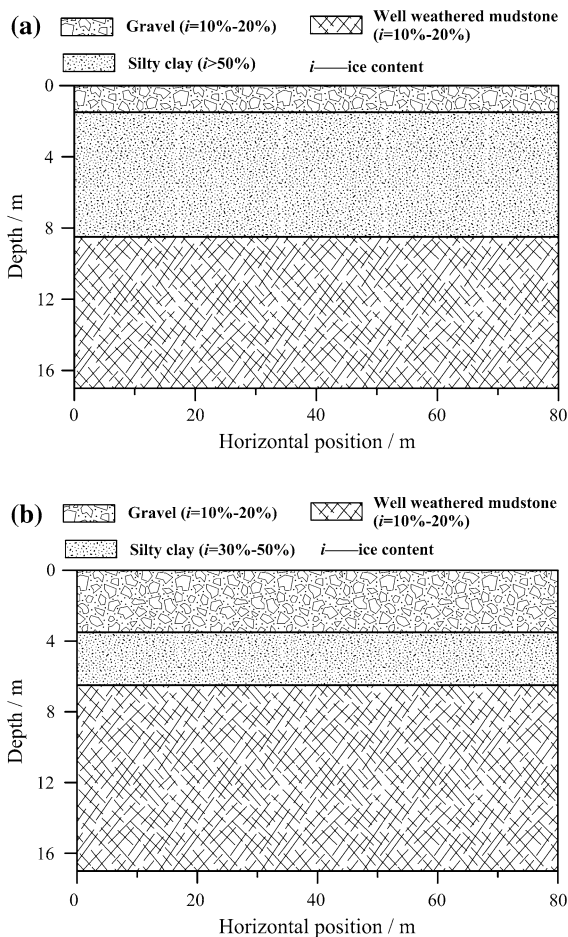 (a)
Gravel (i=10%-20%)
Well weathered mudstone
(i=10%-20%)
Silty clay (i>50%)
i——ice content
0
4
8
12
16
Depth / m
0 20 40 60 80
Horizontal position / m
(b)
Gravel (i=10%-20%)
Well weathered mudstone
(i=10%-20%)
Silty clay (i=30%-50%)
i——ice content
0
4
8
12
16
Depth / m
0 20 40 60 80
Horizontal position / m